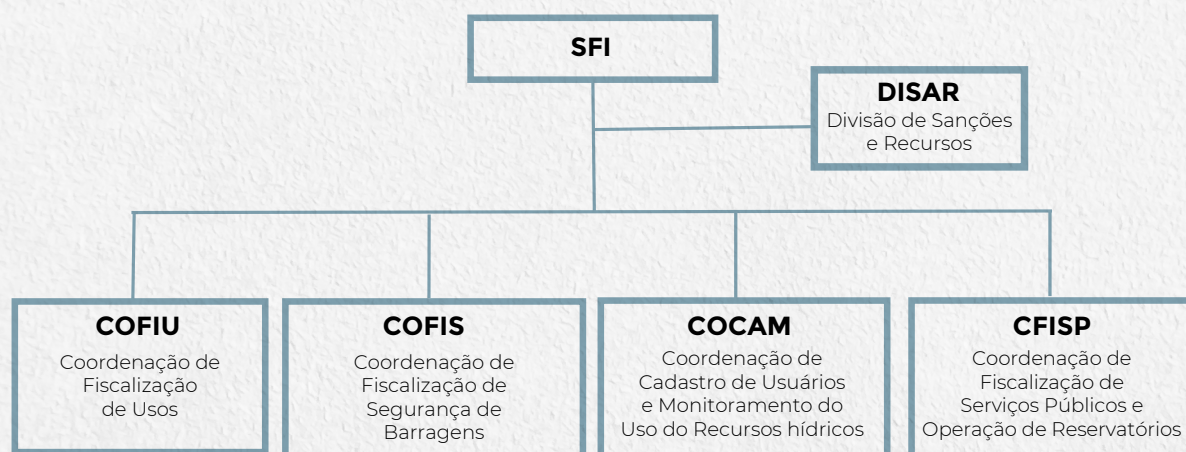 SFI
DISAR
Divisão de Sanções
e Recursos
COFIU
Coordenação de
Fiscalização
de Usos
COFIS
Coordenação de
Fiscalização de
Segurança de
Barragens
COCAM
Coordenação de
Cadastro de Usuários
e Monitoramento do
Uso do Recursos hídricos
CFISP
Coordenação de
Fiscalização de
Serviços Públicos e
Operação de Reservatórios